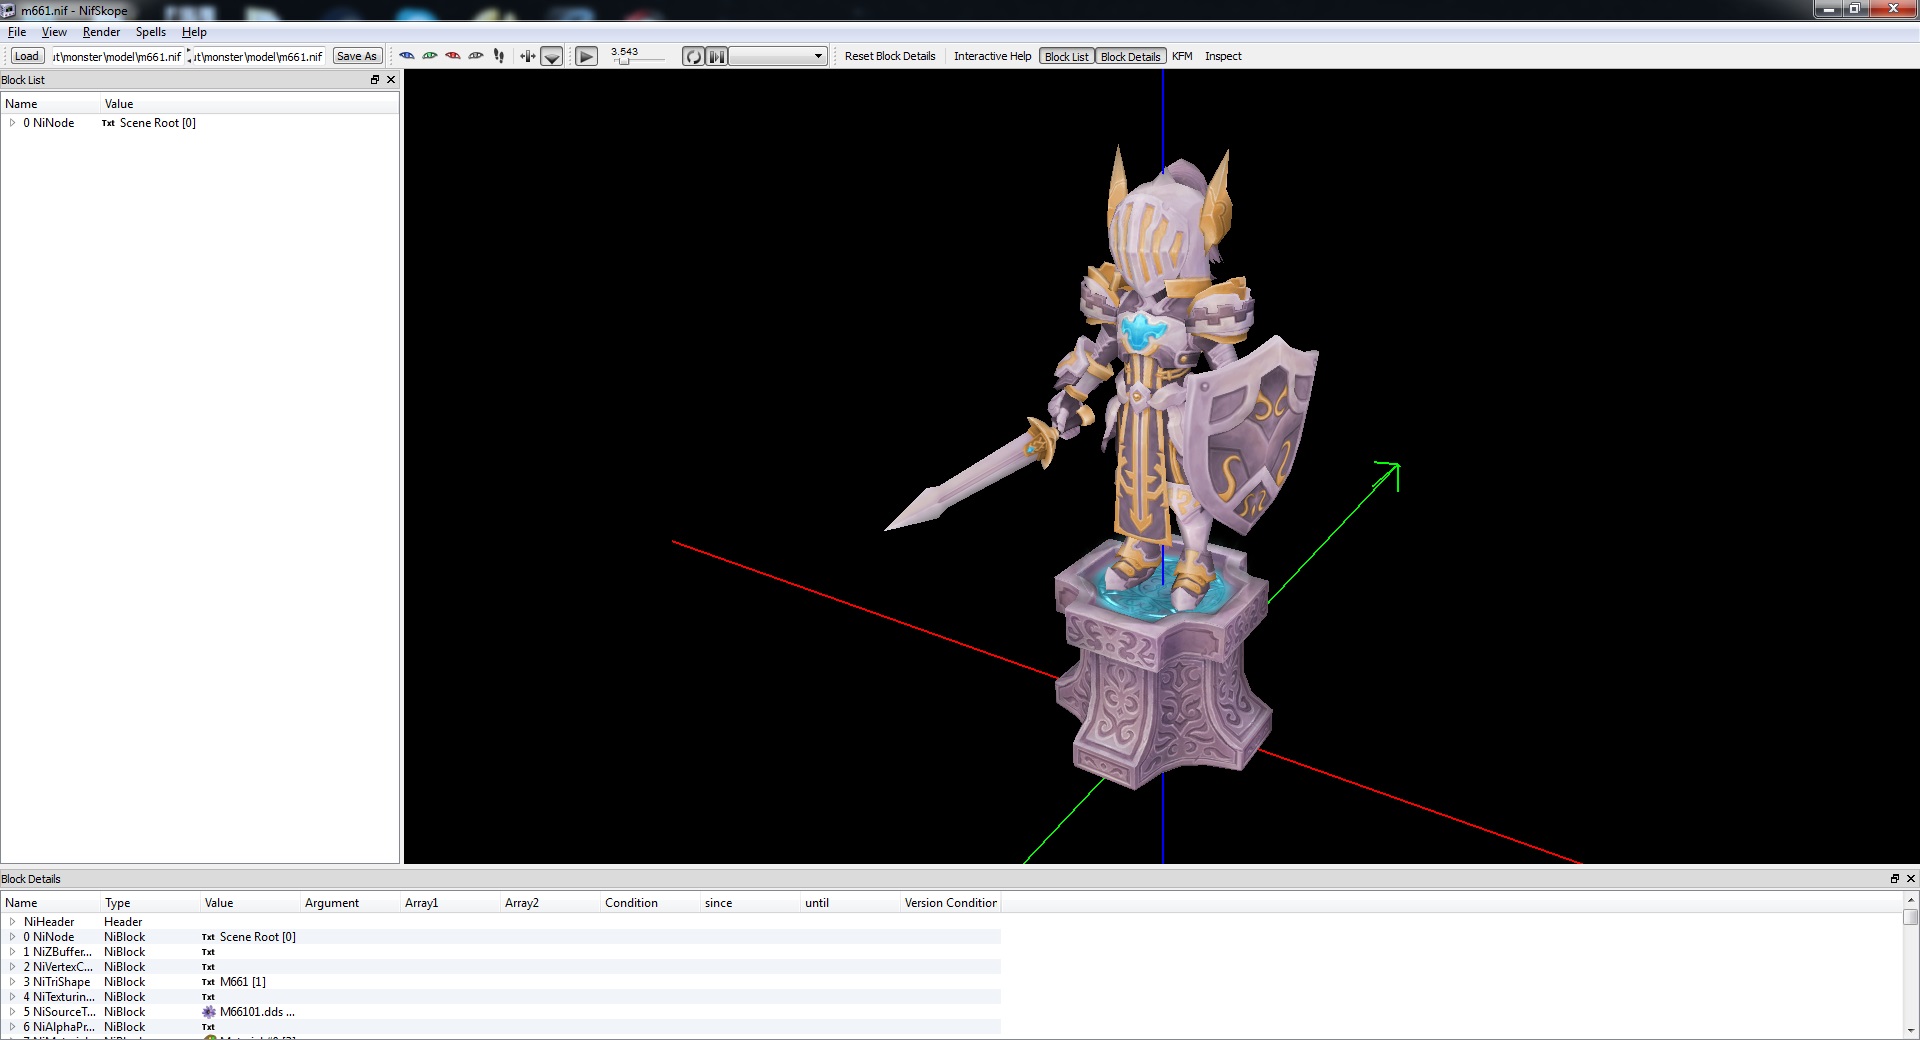 m661.nif - NifSkope
File View Render Spells Help
Load ut\monster\model\m661.nif ut\monster\model\m661.nif Save As 3.543 Reset Block Details Interactive Help Block List Block Details KFM Inspect
Block List
Name Value
0 NiNode Txt Scene Root [0]
Block Details
Name Type Value Argument Array1 Array2 Condition since until Version Condition
NiHeader Header
0 NiNode NiBlock Txt Scene Root [0]
1 NiZBuffer... NiBlock Txt
2 NiVertexC... NiBlock Txt
3 NiTriShape NiBlock Txt M661 [1]
4 NiTexturin... NiBlock Txt
5 NiSourceT... NiBlock M66101.dds ...
6 NiAlphaPr... NiBlock Txt